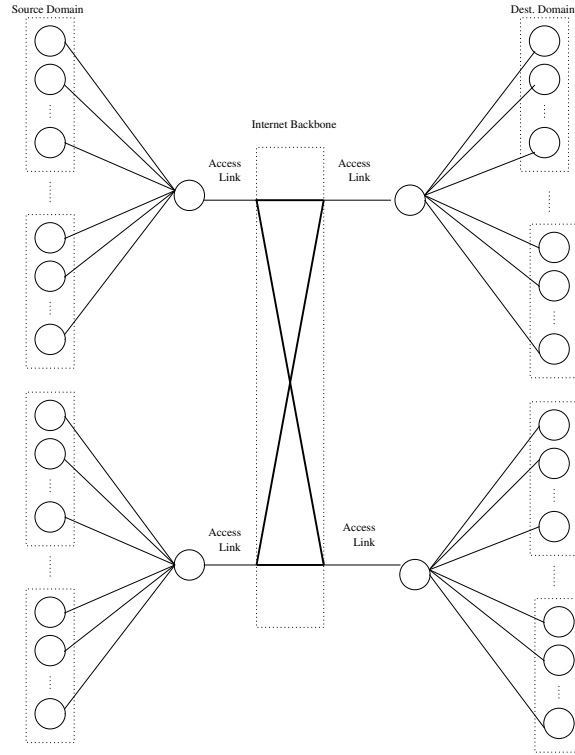 Source Domain
Dest. Domain
Internet Backbone
Access
Link
Access
Link
Access
Link
Access
Link